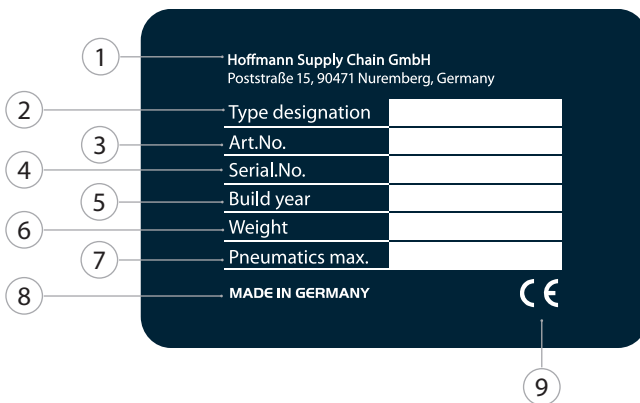 1 Hoffmann Supply Chain GmbH
Poststraße 15, 90471 Nuremberg, Germany
2 Type designation
3 Art.No.
4 Serial.No.
5 Build year
6 Weight
7 Pneumatics max.
8 MADE IN GERMANY CE
9